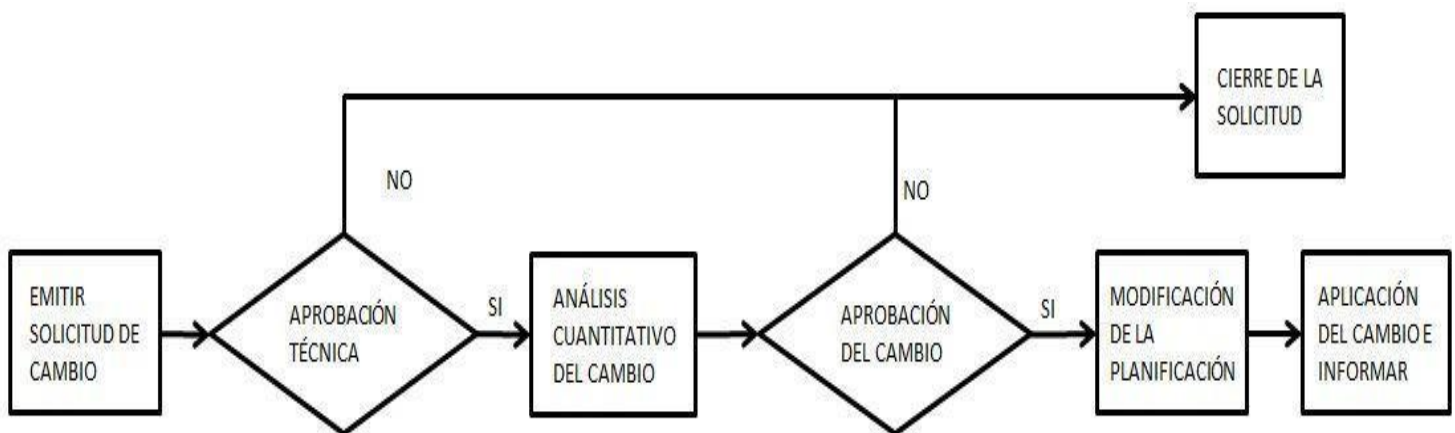 CIERRE DE LA
SOLICITUD
NO
NO
EMITIR
SOLICITUD DE
CAMBIO
APROBACIÓN
TÉCNICA
SI
ANÁLISIS
CUANTITATIVO
DEL CAMBIO
APROBACIÓN
DEL CAMBIO
SI
MODIFICACIÓN
DE LA
PLANIFICACIÓN
APLICACIÓN
DEL CAMBIO E
INFORMAR